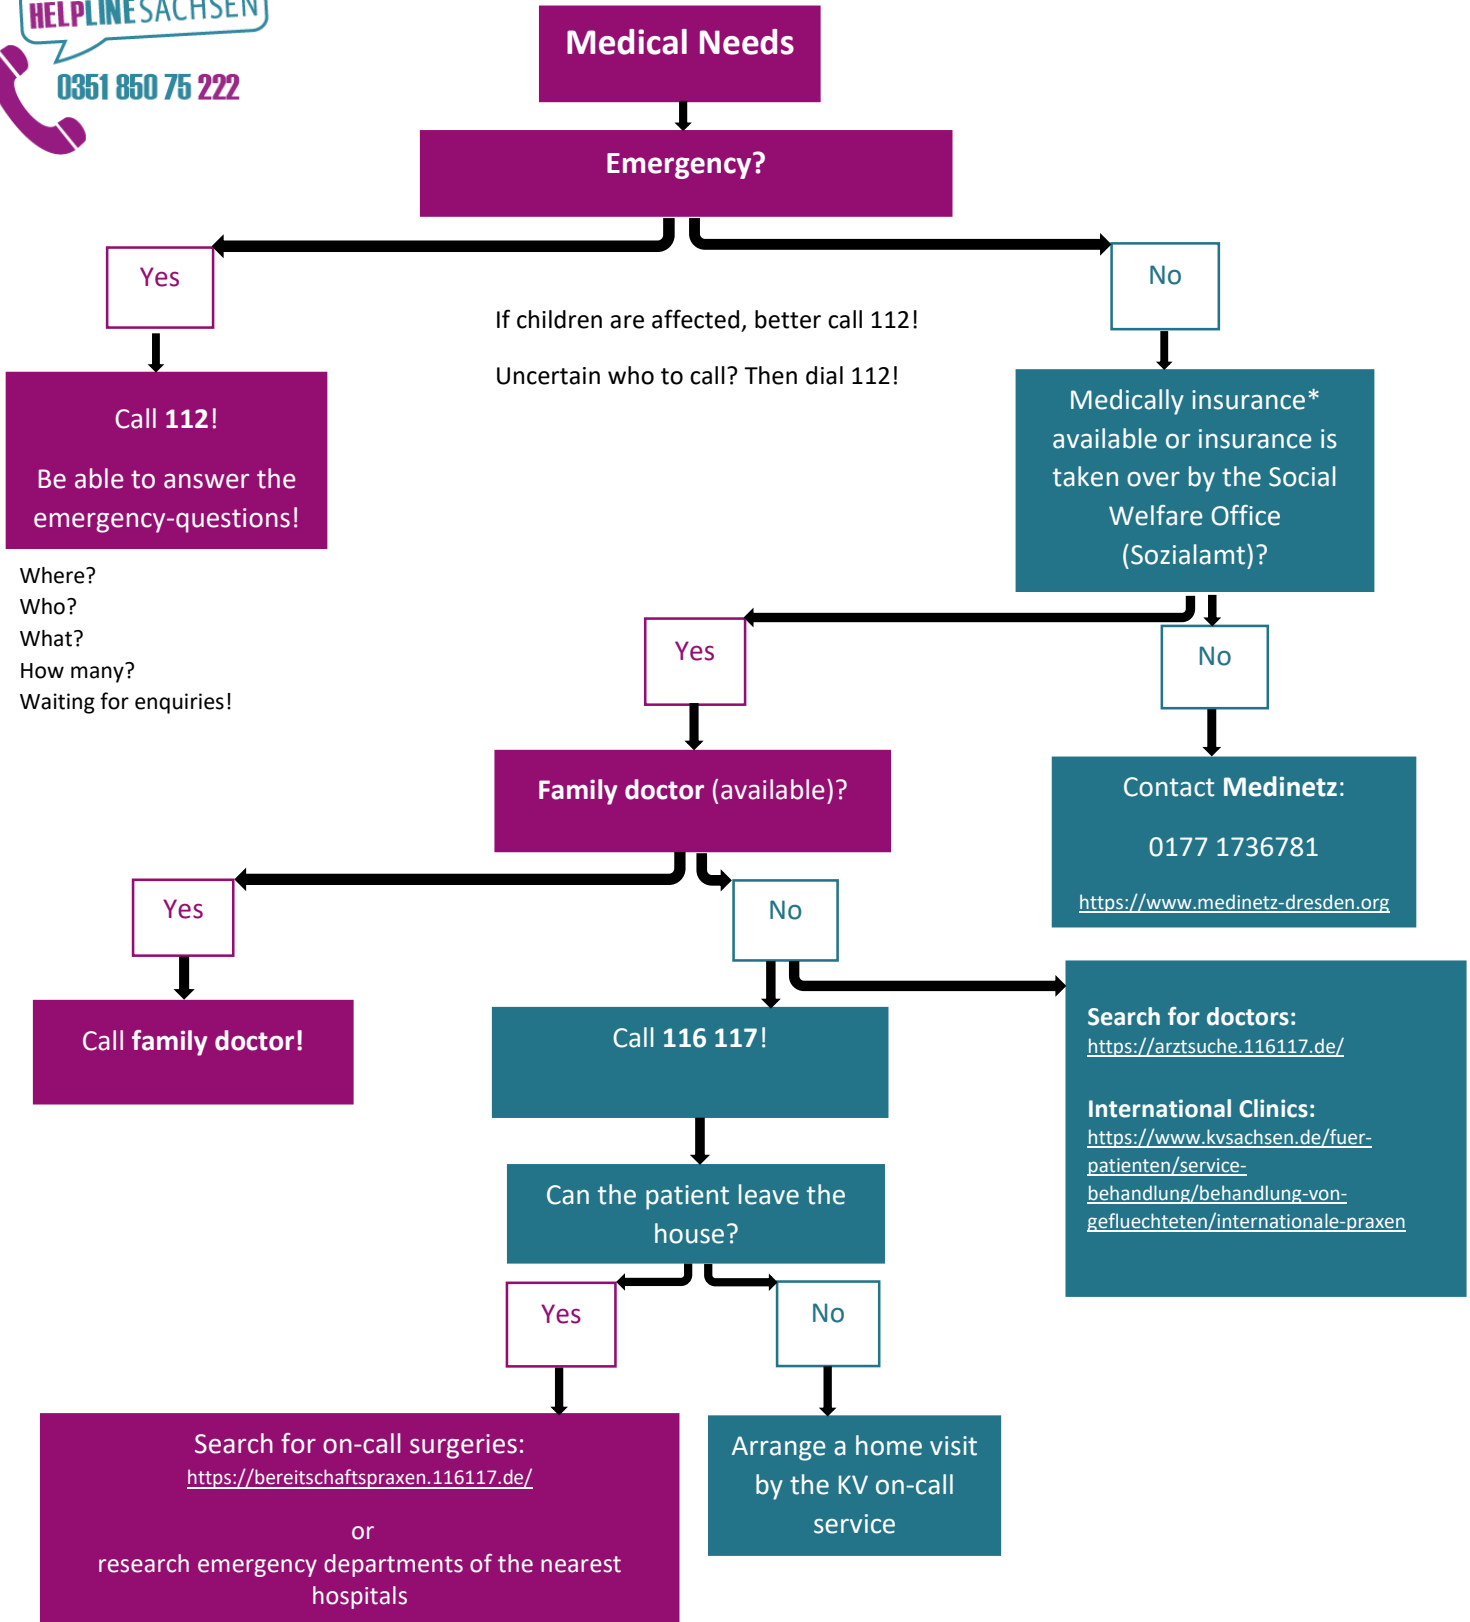 HELPLINESACHSEN
0351 850 75 222
Medical Needs
Emergency?
Yes
No
If children are affected, better call 112!
Uncertain who to call? Then dial 112!
Call 112!
Be able to answer the
emergency-questions!
Where?
Who?
What?
How many?
Waiting for enquiries!
Medically insurance*
available or insurance is
taken over by the Social
Welfare Office
(Sozialamt)?
Yes
No
Family doctor (available)?
Contact Medinetz:
0177 1736781
https://www.medinetz-dresden.org
Yes
No
Call family doctor!
Call 116 117!
Search for doctors:
https://arztsuche.116117.de/
International Clinics:
https://www.kvsachsen.de/fuer-
patienten/service-
behandlung/behandlung-von-
gefluechteten/internationale-praxen
Can the patient leave the
house?
Yes
No
Search for on-call surgeries:
https://bereitschaftspraxen.116117.de/
or
research emergency departments of the nearest
hospitals
Arrange a home visit
by the KV on-call
service